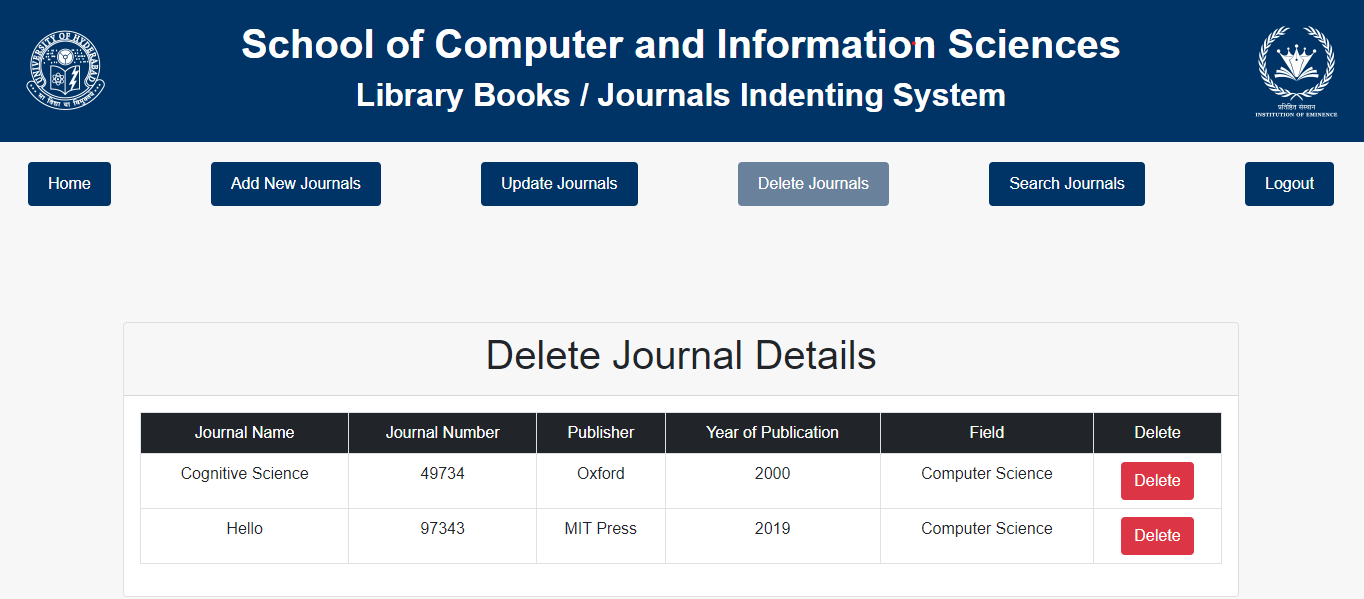 UNIVERSITY OF HYDERABAD
School of Computer and Information Sciences
Library Books / Journals Indenting System
प्रतिष्ठित संस्थान
INSTITUTION OF EMINENCE
Home Add New Journals Update Journals Delete Journals Search Journals Logout
Delete Journal Details
Journal Name Journal Number Publisher Year of Publication Field Delete
Cognitive Science 49734 Oxford 2000 Computer Science Delete
Hello 97343 MIT Press 2019 Computer Science Delete